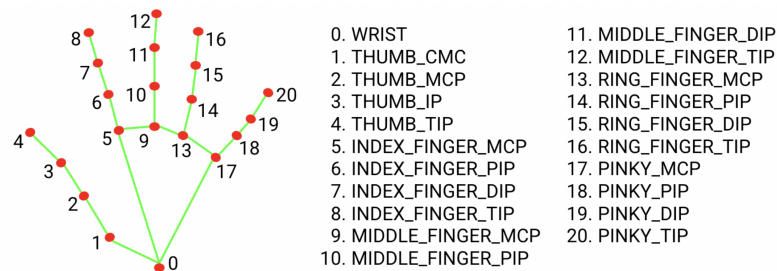 12
8
16
11
7
15
10
20
6
14
19
4
5
9
13
18
3
17
2
1
0
0. WRIST
1. THUMB_CMC
2. THUMB_MCP
3. THUMB_IP
4. THUMB_TIP
5. INDEX_FINGER_MCP
6. INDEX_FINGER_PIP
7. INDEX_FINGER_DIP
8. INDEX_FINGER_TIP
9. MIDDLE_FINGER_MCP
10. MIDDLE_FINGER_PIP
11. MIDDLE_FINGER_DIP
12. MIDDLE_FINGER_TIP
13. RING_FINGER_MCP
14. RING_FINGER_PIP
15. RING_FINGER_DIP
16. RING_FINGER_TIP
17. PINKY_MCP
18. PINKY_PIP
19. PINKY_DIP
20. PINKY_TIP